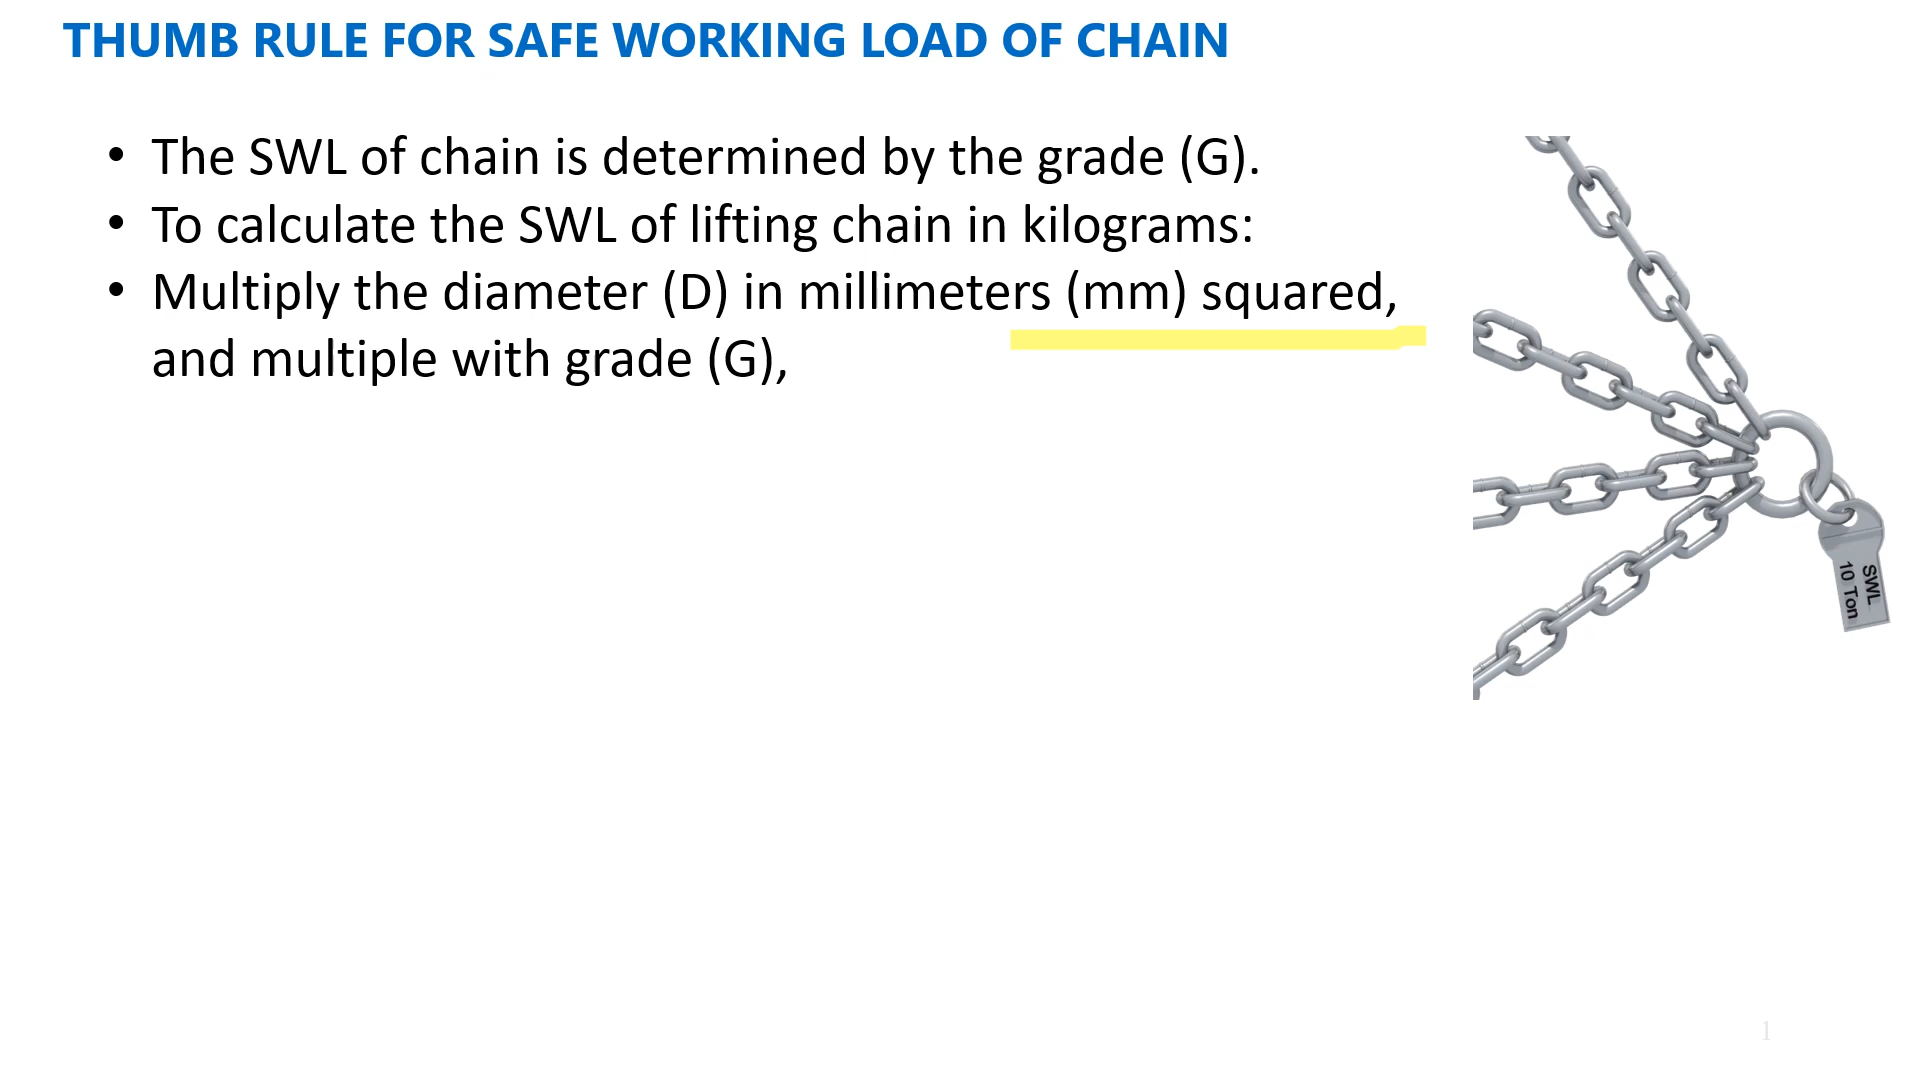 THUMB RULE FOR SAFE WORKING LOAD OF CHAIN
• The SWL of chain is determined by the grade (G).
• To calculate the SWL of lifting chain in kilograms:
• Multiply the diameter (D) in millimeters (mm) squared,
and multiple with grade (G),
SWL
10 Ton
1